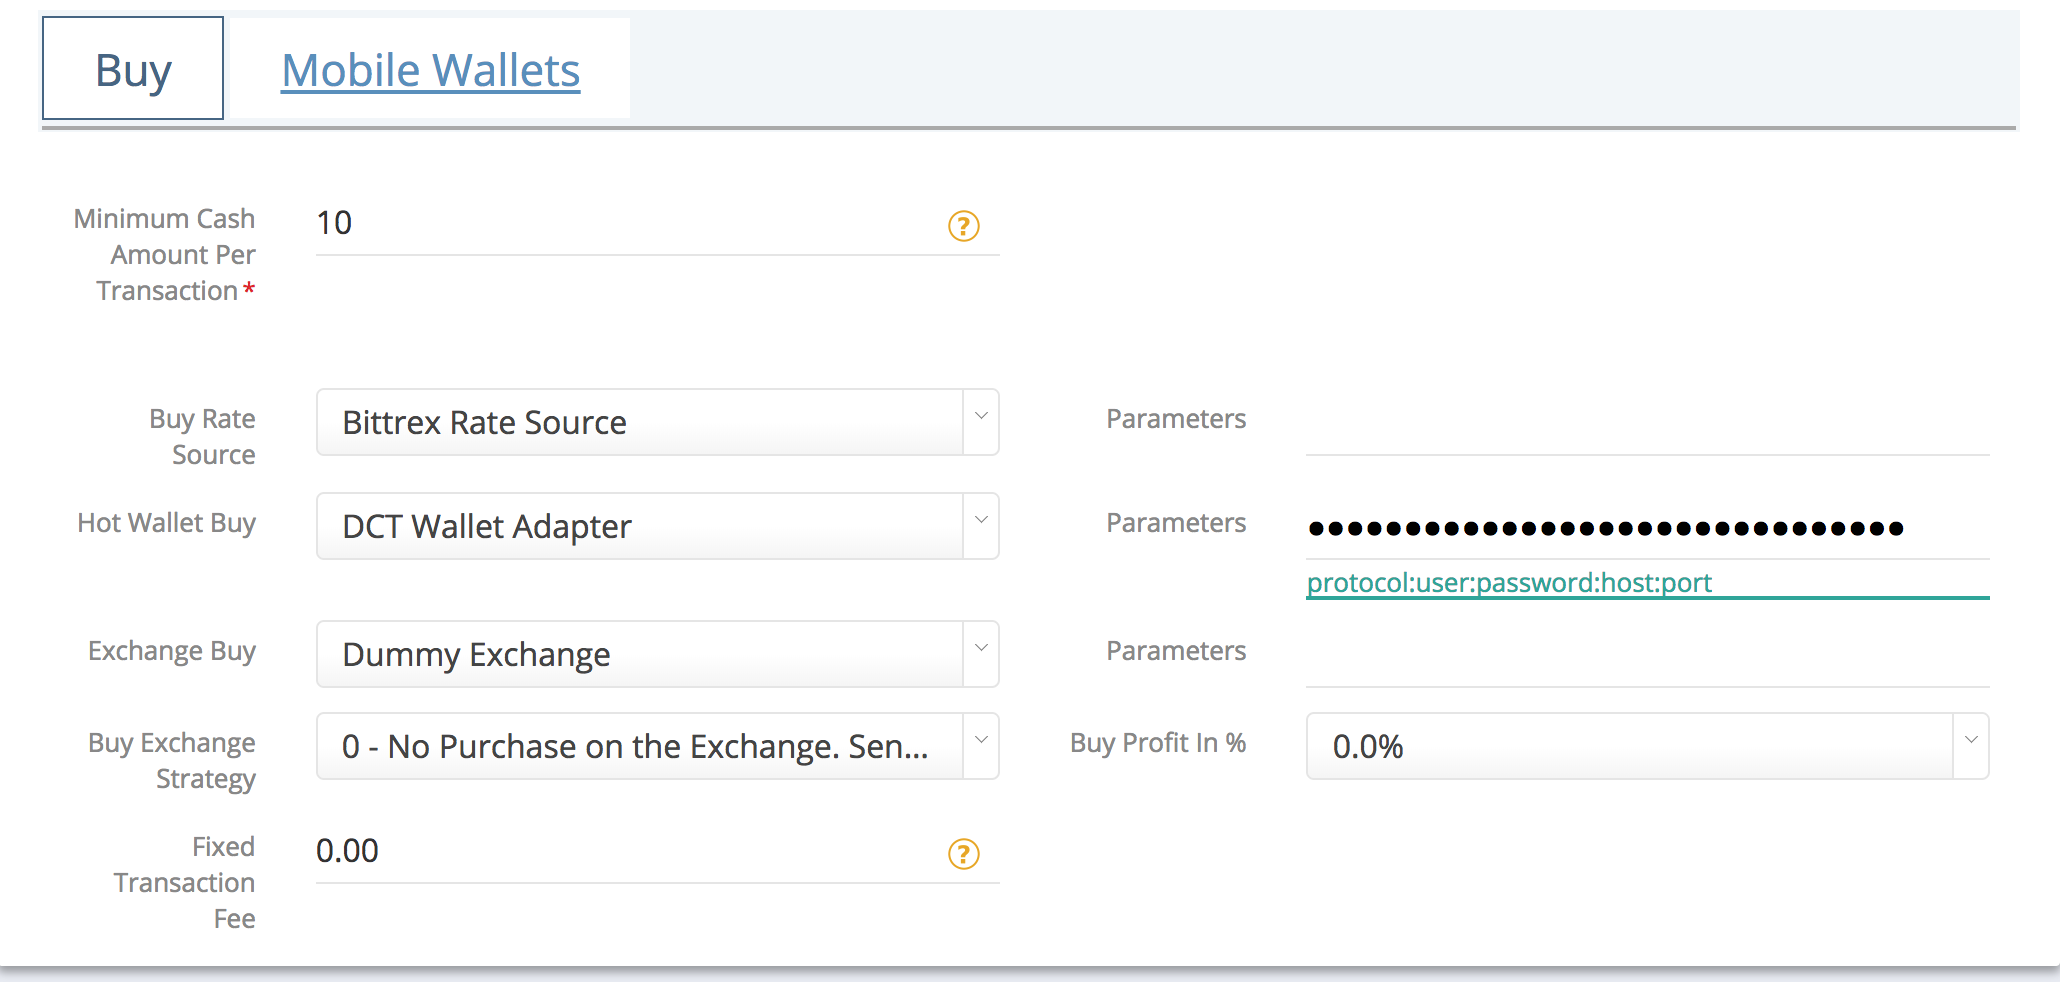 Buy
Mobile Wallets
Minimum Cash
Amount Per
Transaction *
10
?
Buy Rate
Source
Bittrex Rate Source
Parameters
Hot Wallet Buy
DCT Wallet Adapter
Parameters
•••••••••••••••••••••••••••••••
protocol:user:password:host:port
Exchange Buy
Dummy Exchange
Parameters
Buy Exchange
Strategy
0 - No Purchase on the Exchange. Sen...
Buy Profit In %
0.0%
Fixed
Transaction
Fee
0.00
?